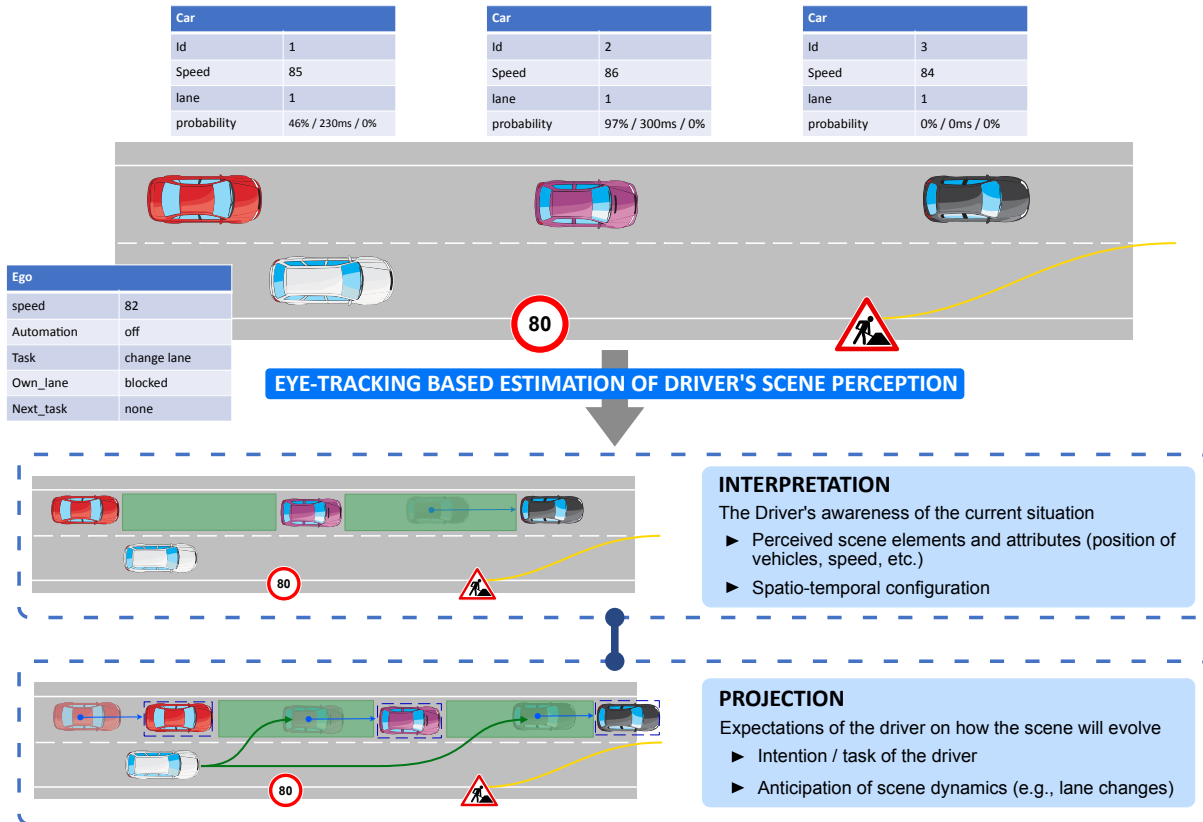 Car
Id 1
Speed 85
lane 1
probability 46% / 230ms / 0%
Car
Id 2
Speed 86
lane 1
probability 97% / 300ms / 0%
Car
Id 3
Speed 84
lane 1
probability 0% / 0ms / 0%
Ego
speed 82
Automation off
Task change lane
Own_lane blocked
Next_task none
80
EYE-TRACKING BASED ESTIMATION OF DRIVER'S SCENE PERCEPTION
80
INTERPRETATION
The Driver's awareness of the current situation
► Perceived scene elements and attributes (position of
vehicles, speed, etc.)
► Spatio-temporal configuration
80
PROJECTION
Expectations of the driver on how the scene will evolve
► Intention / task of the driver
► Anticipation of scene dynamics (e.g., lane changes)